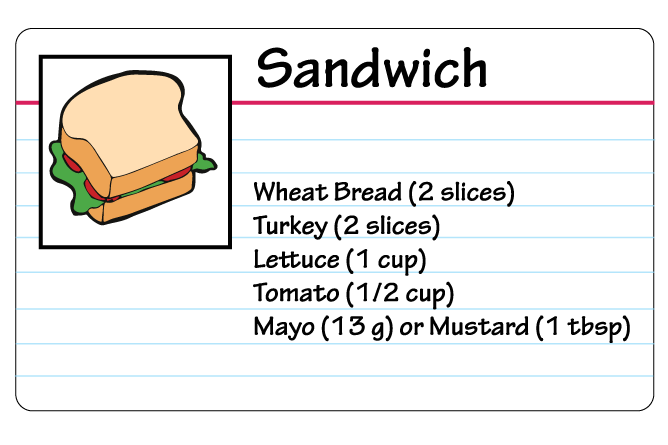 Sandwich
Wheat Bread (2 slices)
Turkey (2 slices)
Lettuce (1 cup)
Tomato (1/2 cup)
Mayo (13 g) or Mustard (1 tbsp)